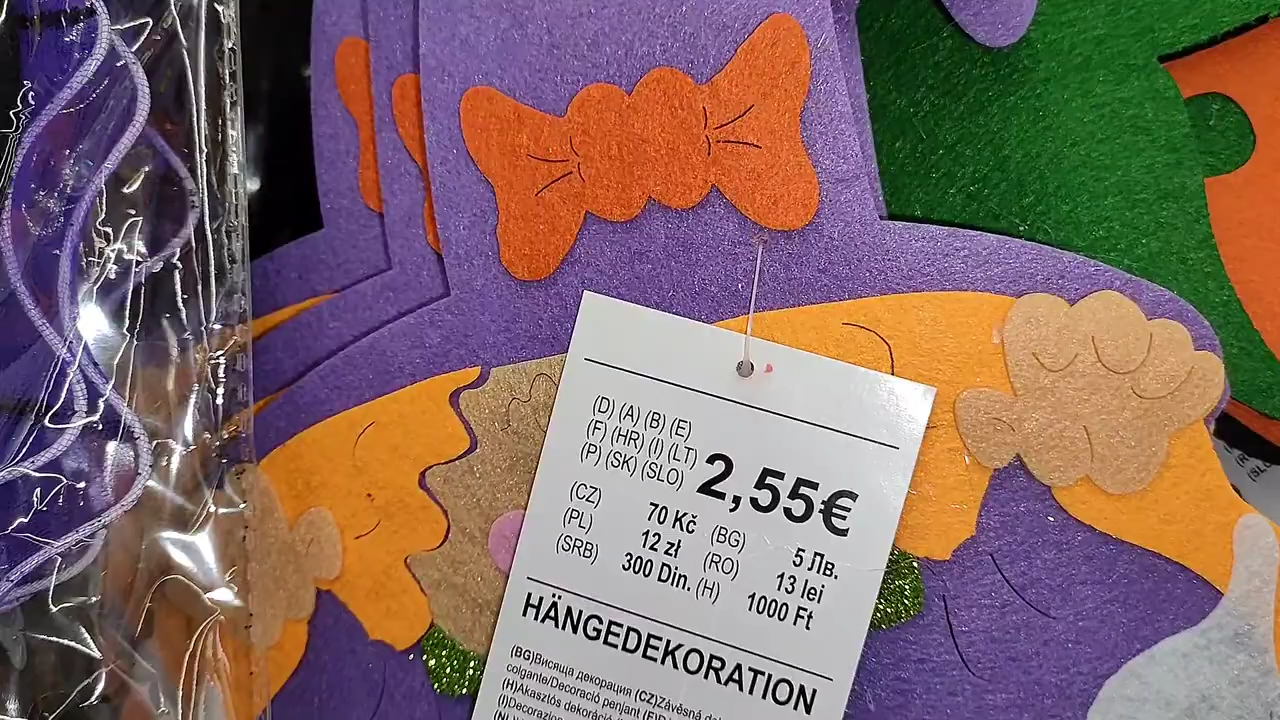 (D) (A) (B) (E)
(F) (HR) (I) (LT)
(P) (SK) (SLO) 2,55€
(CZ) 70 Kč (BG) 5 Лв.
(PL) 12 zł (RO) 13 lei
(SRB) 300 Din. (H) 1000 Ft
HÄNGEDEKORATION
(BG)Висяща декорация (CZ)Závěsná
colgante/Decoració penjant
(H)Akasztós dekoráció